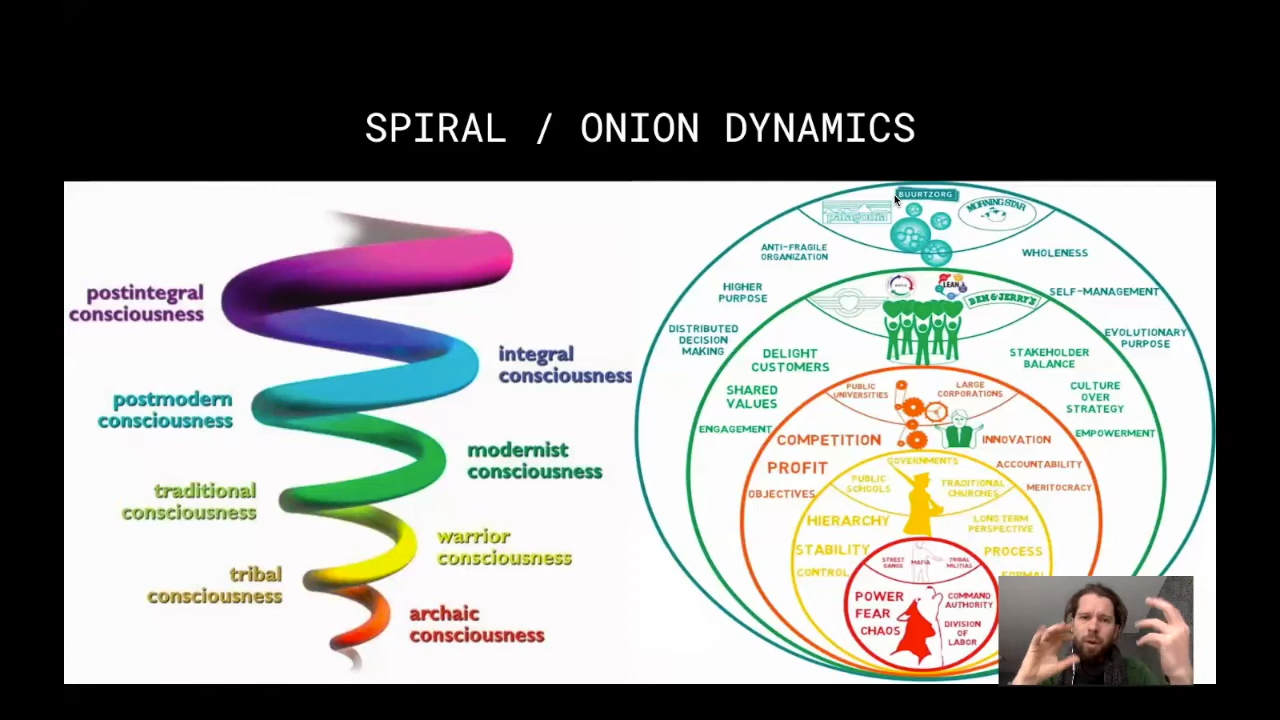 SPIRAL / ONION DYNAMICS
postintegral
consciousness
integral
consciousness
postmodern
consciousness
modernist
consciousness
traditional
consciousness
warrior
consciousness
tribal
consciousness
archaic
consciousness
BUURTZORG
patagonia
MORNING STAR
ANTI-FRAGILE
ORGANIZATION
WHOLENESS
HIGHER
PURPOSE
SELF-MANAGEMENT
DISTRIBUTED
DECISION
MAKING
EVOLUTIONARY
PURPOSE
LEAN
BEN & JERRY'S
DELIGHT
CUSTOMERS
STAKEHOLDER
BALANCE
SHARED
VALUES
CULTURE
OVER
STRATEGY
ENGAGEMENT
EMPOWERMENT
PUBLIC
UNIVERSITIES
LARGE
CORPORATIONS
COMPETITION
INNOVATION
PROFIT
ACCOUNTABILITY
OBJECTIVES
MERITOCRACY
GOVERNMENTS
PUBLIC
SCHOOLS
TRADITIONAL
CHURCHES
HIERARCHY
LONG TERM
PERSPECTIVE
STABILITY
PROCESS
CONTROL
STREET
GANGS
MAFIA
TRIBAL
MILITIAS
POWER
FEAR
CHAOS
COMMAND
AUTHORITY
DIVISION
OF
LABOR